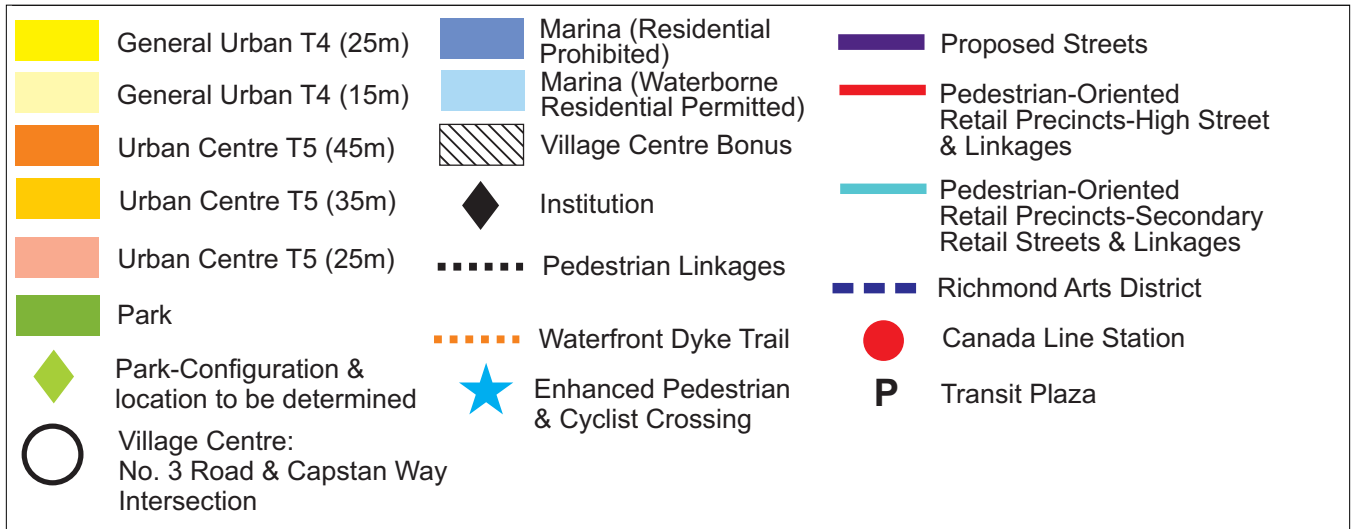 General Urban T4 (25m)
General Urban T4 (15m)
Urban Centre T5 (45m)
Urban Centre T5 (35m)
Urban Centre T5 (25m)
Park
Park-Configuration &
location to be determined
Village Centre:
No. 3 Road & Capstan Way
Intersection
Marina (Residential
Prohibited)
Marina (Waterborne
Residential Permitted)
Village Centre Bonus
Institution
Pedestrian Linkages
Waterfront Dyke Trail
Enhanced Pedestrian
& Cyclist Crossing
Proposed Streets
Pedestrian-Oriented
Retail Precincts-High Street
& Linkages
Pedestrian-Oriented
Retail Precincts-Secondary
Retail Streets & Linkages
Richmond Arts District
Canada Line Station
P Transit Plaza